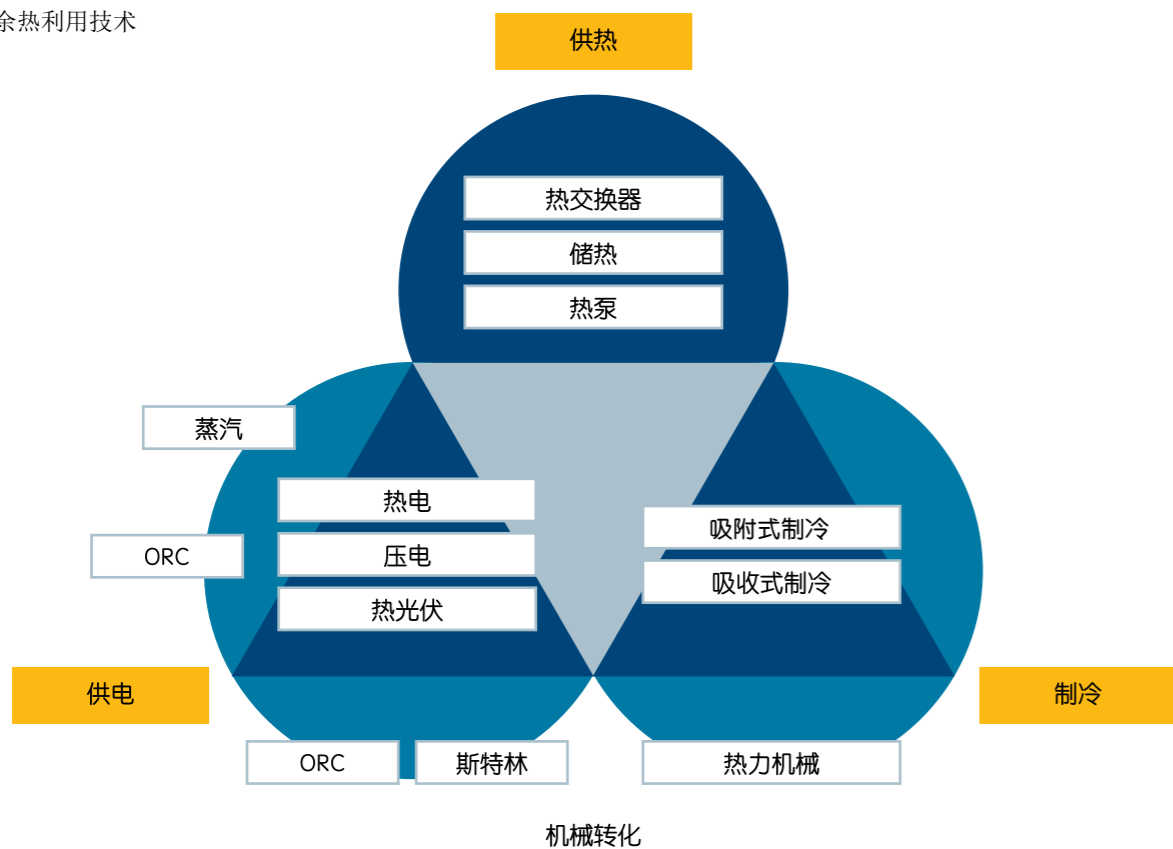 余热利用技术
供热
热交换器
储热
热泵
蒸汽
热电
吸附式制冷
ORC
压电
吸收式制冷
热光伏
供电
制冷
ORC
斯特林
热力机械
机械转化